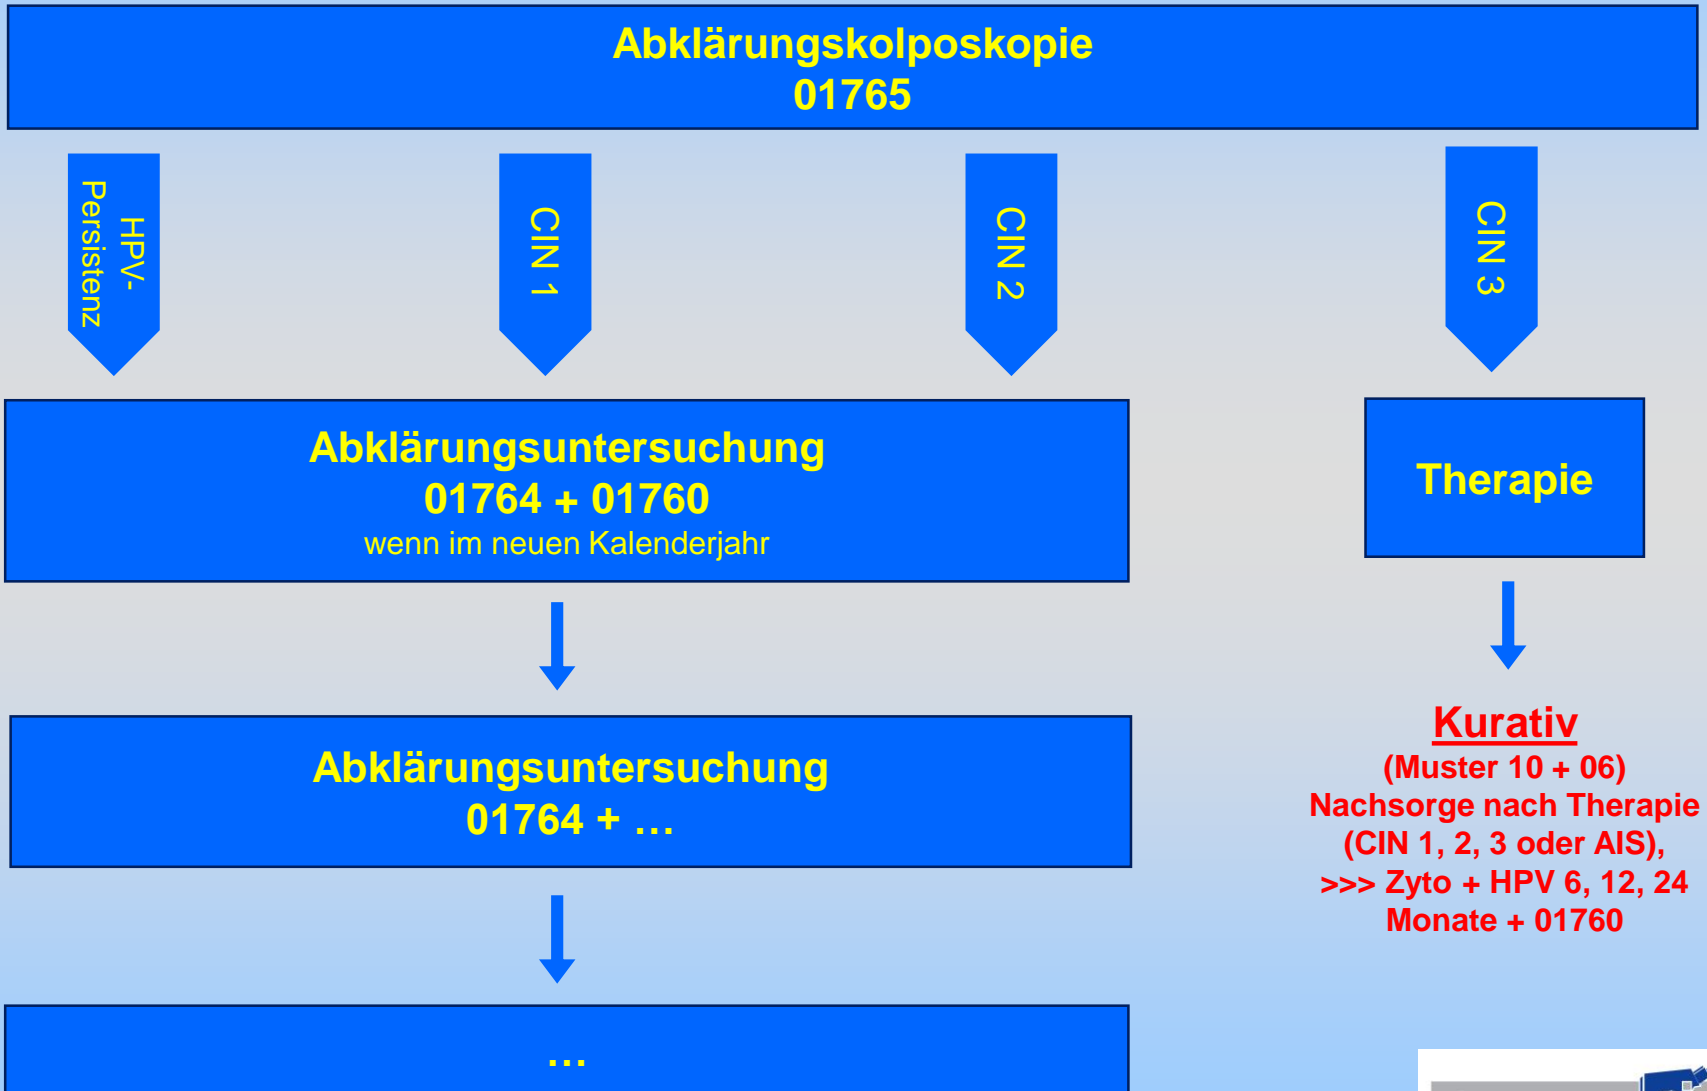 Abklärungskolposkopie
01765
HPV-
Persistenz
CIN 1
CIN 2
CIN 3
Abklärungsuntersuchung
01764 + 01760
wenn im neuen Kalenderjahr
Therapie
Abklärungsuntersuchung
01764 + …
Kurativ
(Muster 10 + 06)
Nachsorge nach Therapie
(CIN 1, 2, 3 oder AIS),
>>> Zyto + HPV 6, 12, 24
Monate + 01760
…